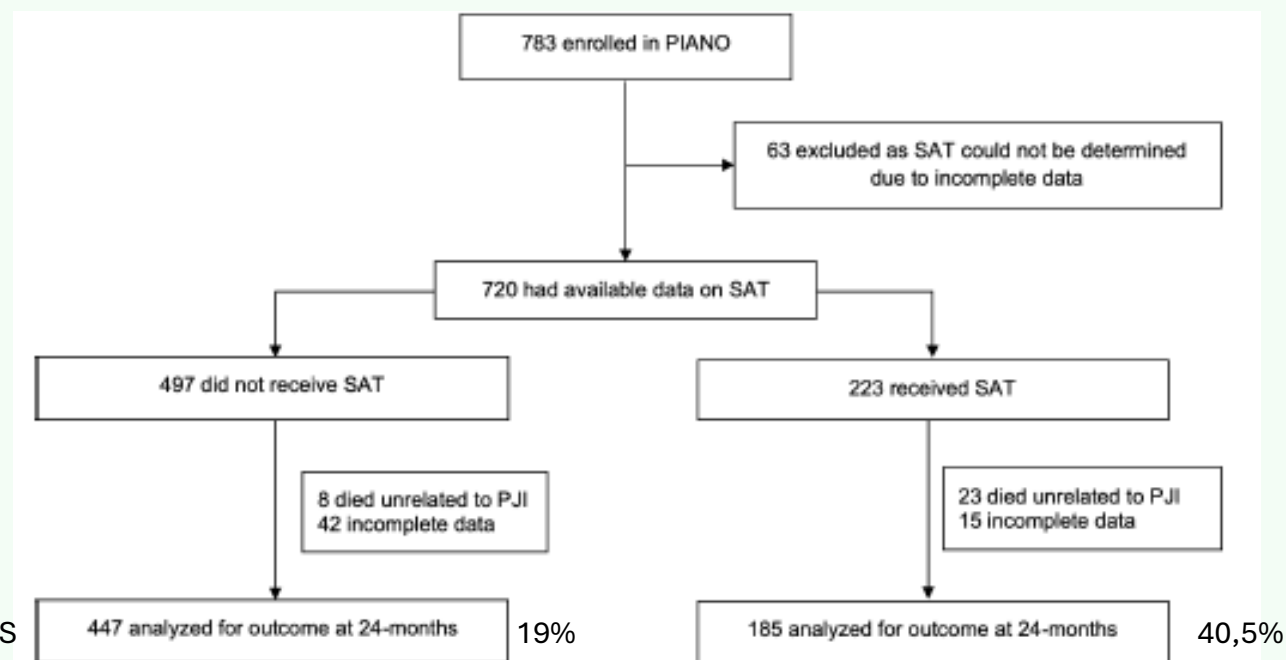 783 enrolled in PIANO
63 excluded as SAT could not be determined
due to incomplete data
720 had available data on SAT
497 did not receive SAT
223 received SAT
8 died unrelated to PJI
42 incomplete data
23 died unrelated to PJI
15 incomplete data
S
447 analyzed for outcome at 24-months
19%
185 analyzed for outcome at 24-months
40,5%